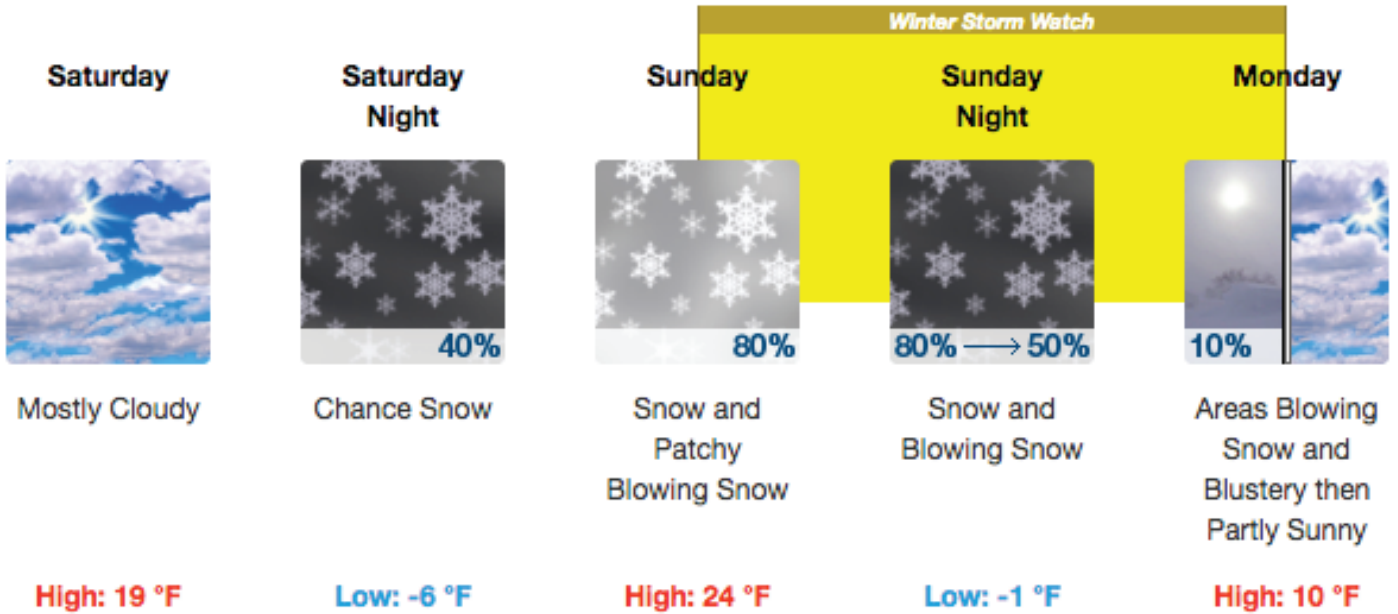 Winter Storm Watch
Saturday
Saturday
Night
Sunday
Sunday
Night
Monday
40%
80%
80% → 50%
10%
Mostly Cloudy
Chance Snow
Snow and
Patchy
Blowing Snow
Snow and
Blowing Snow
Areas Blowing
Snow and
Blustery then
Partly Sunny
High: 19 °F
Low: -6 °F
High: 24 °F
Low: -1 °F
High: 10 °F